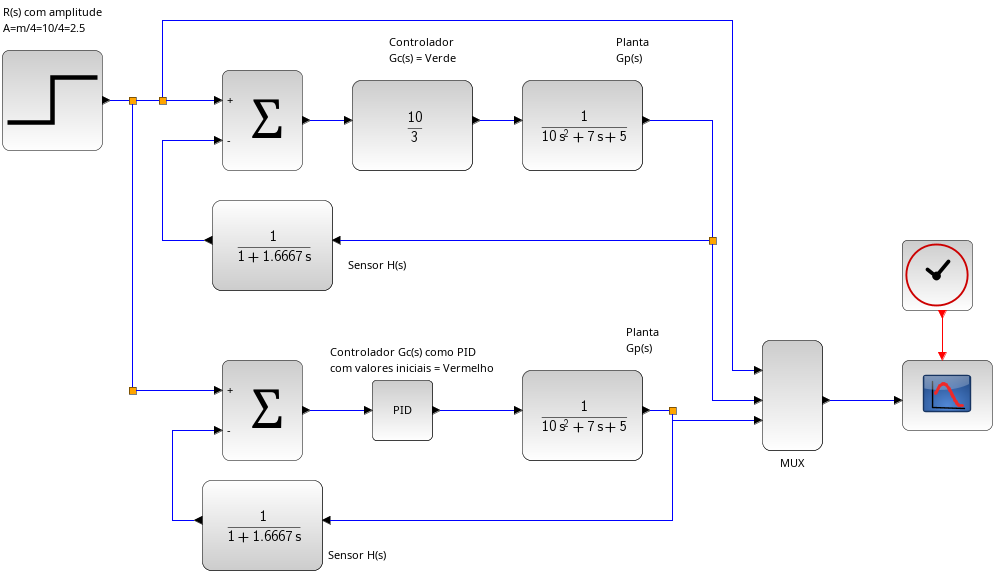 R(s) com amplitude
A=m/4=10/4=2.5
Controlador
Gc(s) = Verde
Planta
Gp(s)
+
-
Σ
10
3
1
10 s² + 7 s + 5
1
1 + 1.6667 s
Sensor H(s)
Planta
Gp(s)
Controlador Gc(s) como PID
com valores iniciais = Vermelho
+
-
Σ
PID
1
10 s² + 7 s + 5
MUX
1
1 + 1.6667 s
Sensor H(s)